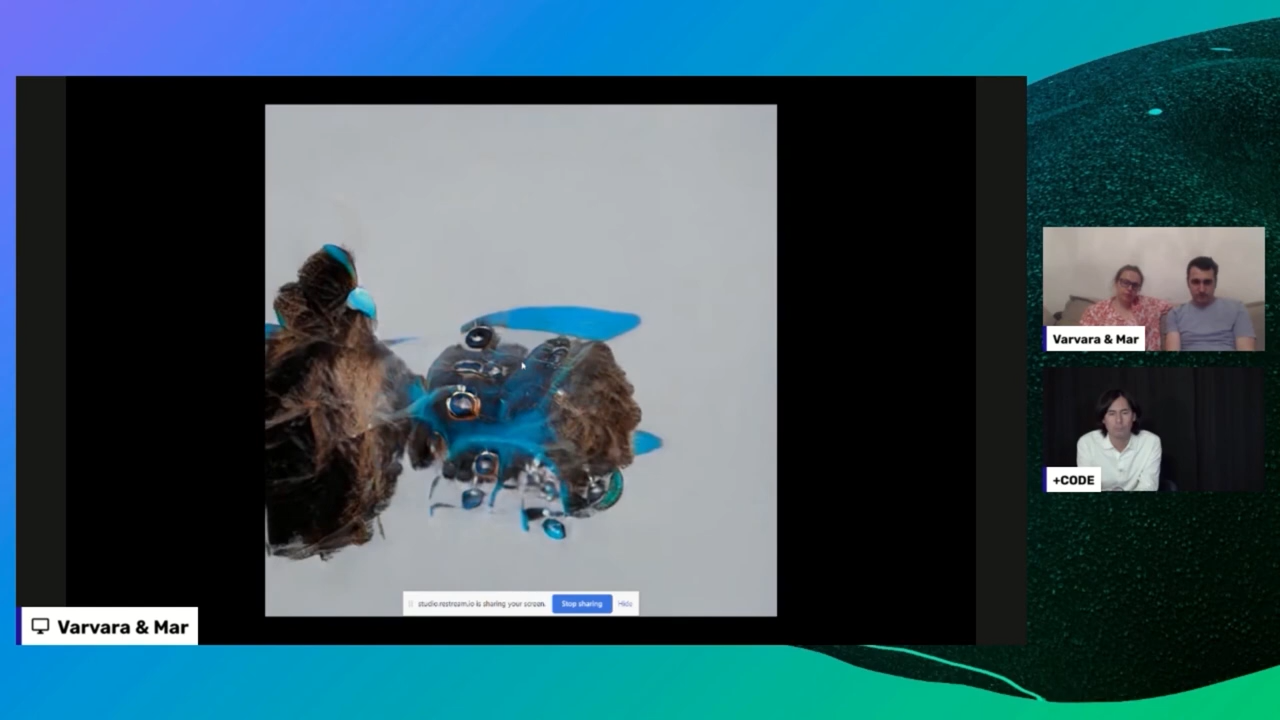 Varvara & Mar
+CODE
studio.restream.io is sharing your screen.
Stop sharing
Hide
Varvara & Mar